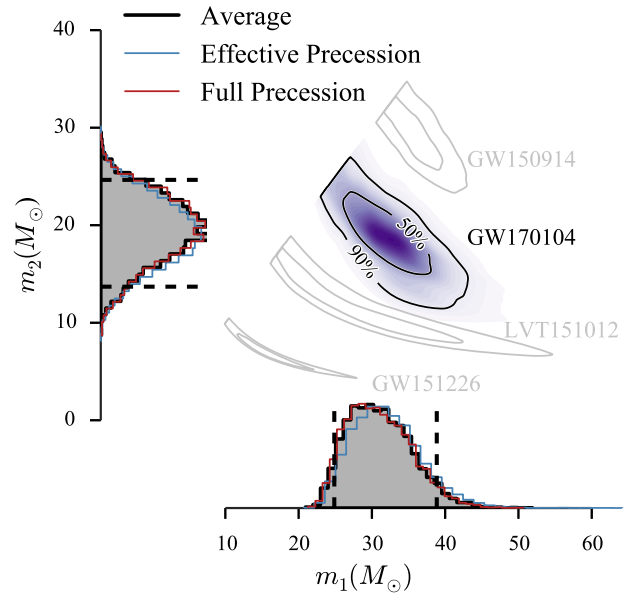 Average
Effective Precession
Full Precession
40
30
20
10
0
m₂(M⊙)
GW150914
GW170104
50%
90%
LVT151012
GW151226
10 20 30 40 50 60
m₁(M⊙)